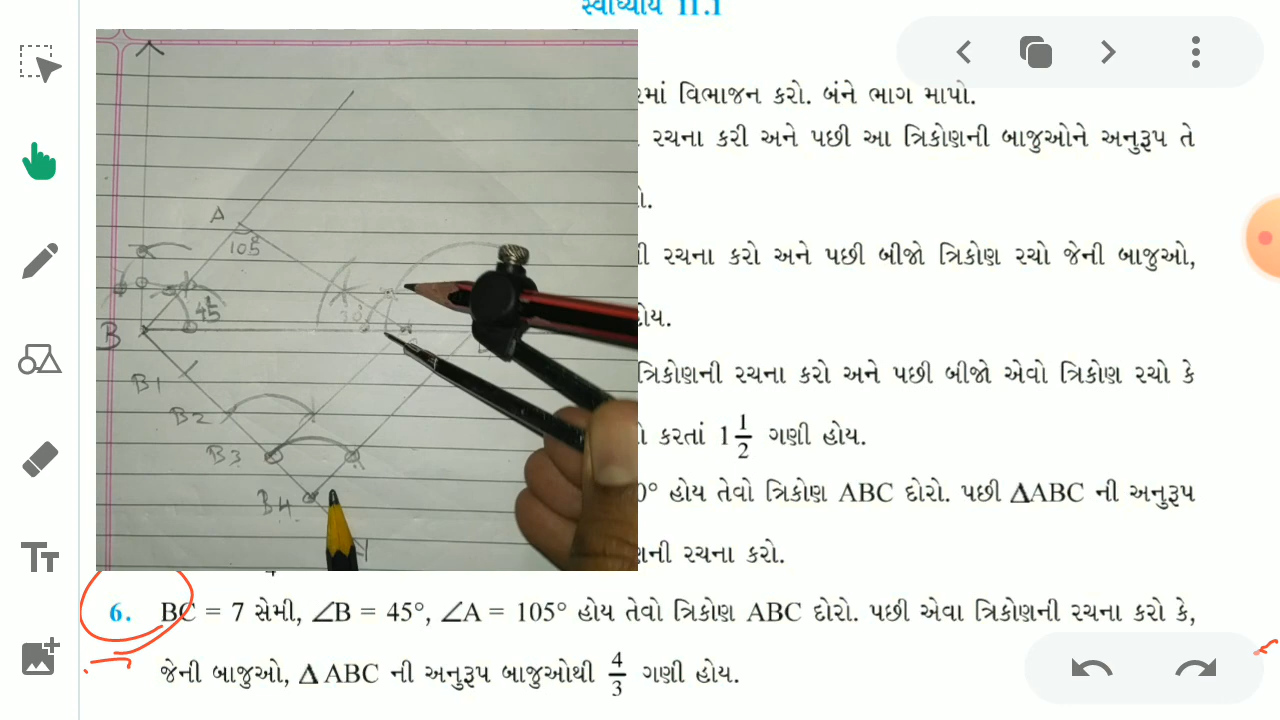 સ્વાધ્યાય 11.1
વિભાજન કરો. બંને ભાગ માપો.
રચના કરી અને પછી આ ત્રિકોણની બાજુઓને અનુરૂપ તે
રચના કરો અને પછી બીજો ત્રિકોણ રચો જેની બાજુઓ,
ત્રિકોણની રચના કરો અને પછી બીજો એવો ત્રિકોણ રચો કે
કરતાં 1 1/2 ગણી હોય.
0° હોય તેવો ત્રિકોણ ABC દોરો. પછી ΔABC ની અનુરૂપ
રચના કરો.
6. BC = 7 સેમી, ∠B = 45°, ∠A = 105° હોય તેવો ત્રિકોણ ABC દોરો. પછી એવા ત્રિકોણની રચના કરો કે,
જેની બાજુઓ, Δ ABC ની અનુરૂપ બાજુઓથી 4/3 ગણી હોય.
A
105°
45°
30
B
B1
B2
B3
B4
Y
Tт